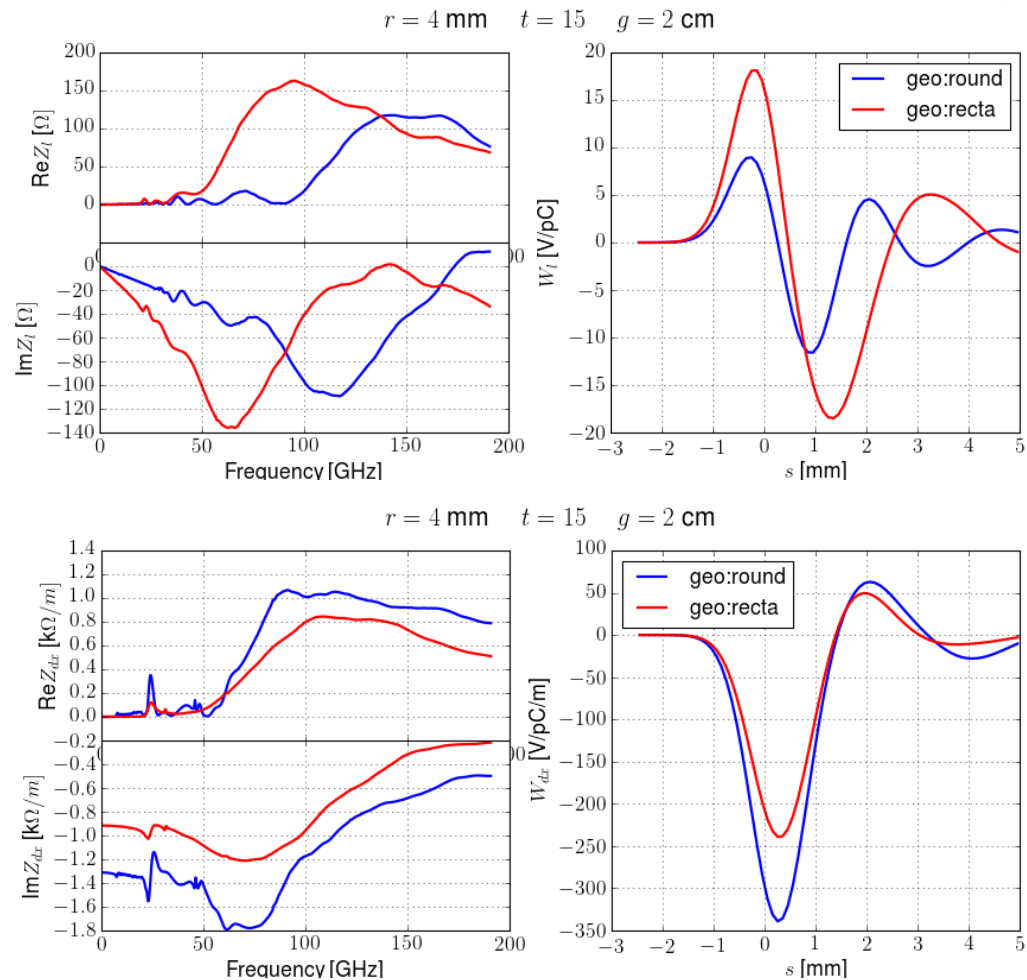 r = 4 mm t = 15 g = 2 cm
ReZ_l [Ω]
200
150
100
50
0
ImZ_l [Ω]
0
−20
−40
−60
−80
−100
−120
−140
0 50 100 150 200
Frequency [GHz]
00
W_l [V/pC]
20
15
10
5
0
−5
−10
−15
−20
−3 −2 −1 0 1 2 3 4 5
s [mm]
geo:round
geo:recta
r = 4 mm t = 15 g = 2 cm
ReZ_dx [kΩ/m]
1.4
1.2
1.0
0.8
0.6
0.4
0.2
0.0
−0.2
00
ImZ_dx [kΩ/m]
−0.4
−0.6
−0.8
−1.0
−1.2
−1.4
−1.6
−1.8
0 50 100 150 200
Frequency [GHz]
W_dx [V/pC/m]
100
50
0
−50
−100
−150
−200
−250
−300
−350
−3 −2 −1 0 1 2 3 4 5
s [mm]
geo:round
geo:recta